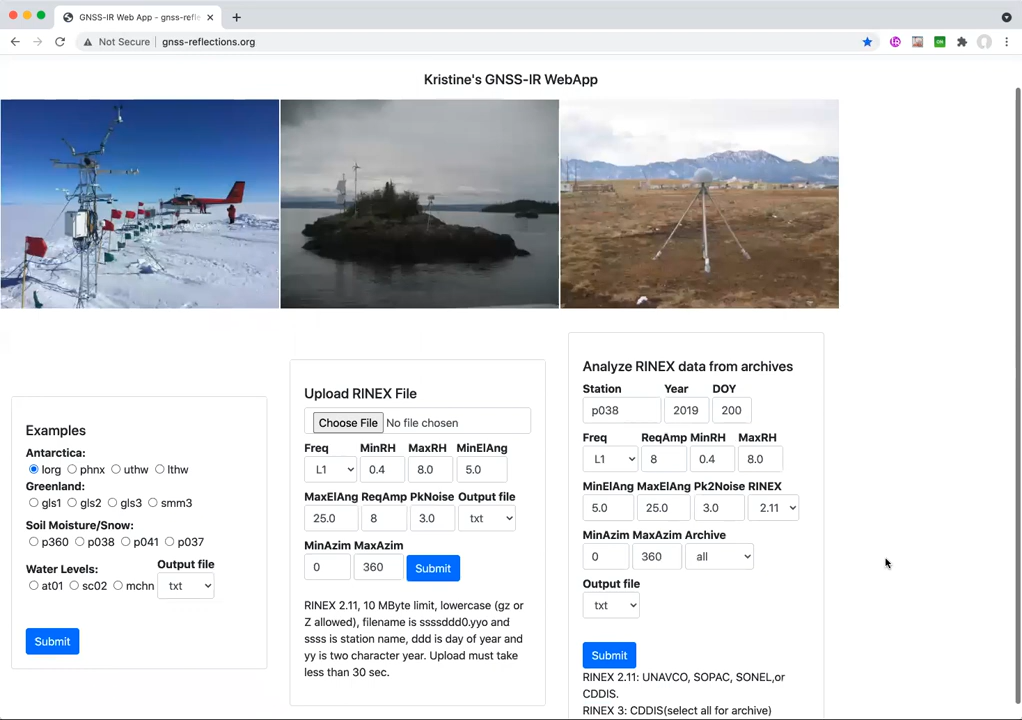 GNSS-IR Web App - gnss-refle
Not Secure
gnss-reflections.org
Kristine's GNSS-IR WebApp
Examples
Antarctica:
lorg phnx uthw lthw
Greenland:
gls1 gls2 gls3 smm3
Soil Moisture/Snow:
p360 p038 p041 p037
Water Levels: Output file
at01 sc02 mchn txt
Submit
Upload RINEX File
Choose File No file chosen
Freq MinRH MaxRH MinElAng
L1 0.4 8.0 5.0
MaxElAng ReqAmp PkNoise Output file
25.0 8 3.0 txt
MinAzim MaxAzim
0 360 Submit
RINEX 2.11, 10 MByte limit, lowercase (gz or
Z allowed), filename is ssssddd0.yyo and
ssss is station name, ddd is day of year and
yy is two character year. Upload must take
less than 30 sec.
Analyze RINEX data from archives
Station Year DOY
p038 2019 200
Freq ReqAmp MinRH MaxRH
L1 8 0.4 8.0
MinElAng MaxElAng Pk2Noise RINEX
5.0 25.0 3.0 2.11
MinAzim MaxAzim Archive
0 360 all
Output file
txt
Submit
RINEX 2.11: UNAVCO, SOPAC, SONEL,or
CDDIS.
RINEX 3: CDDIS(select all for archive)